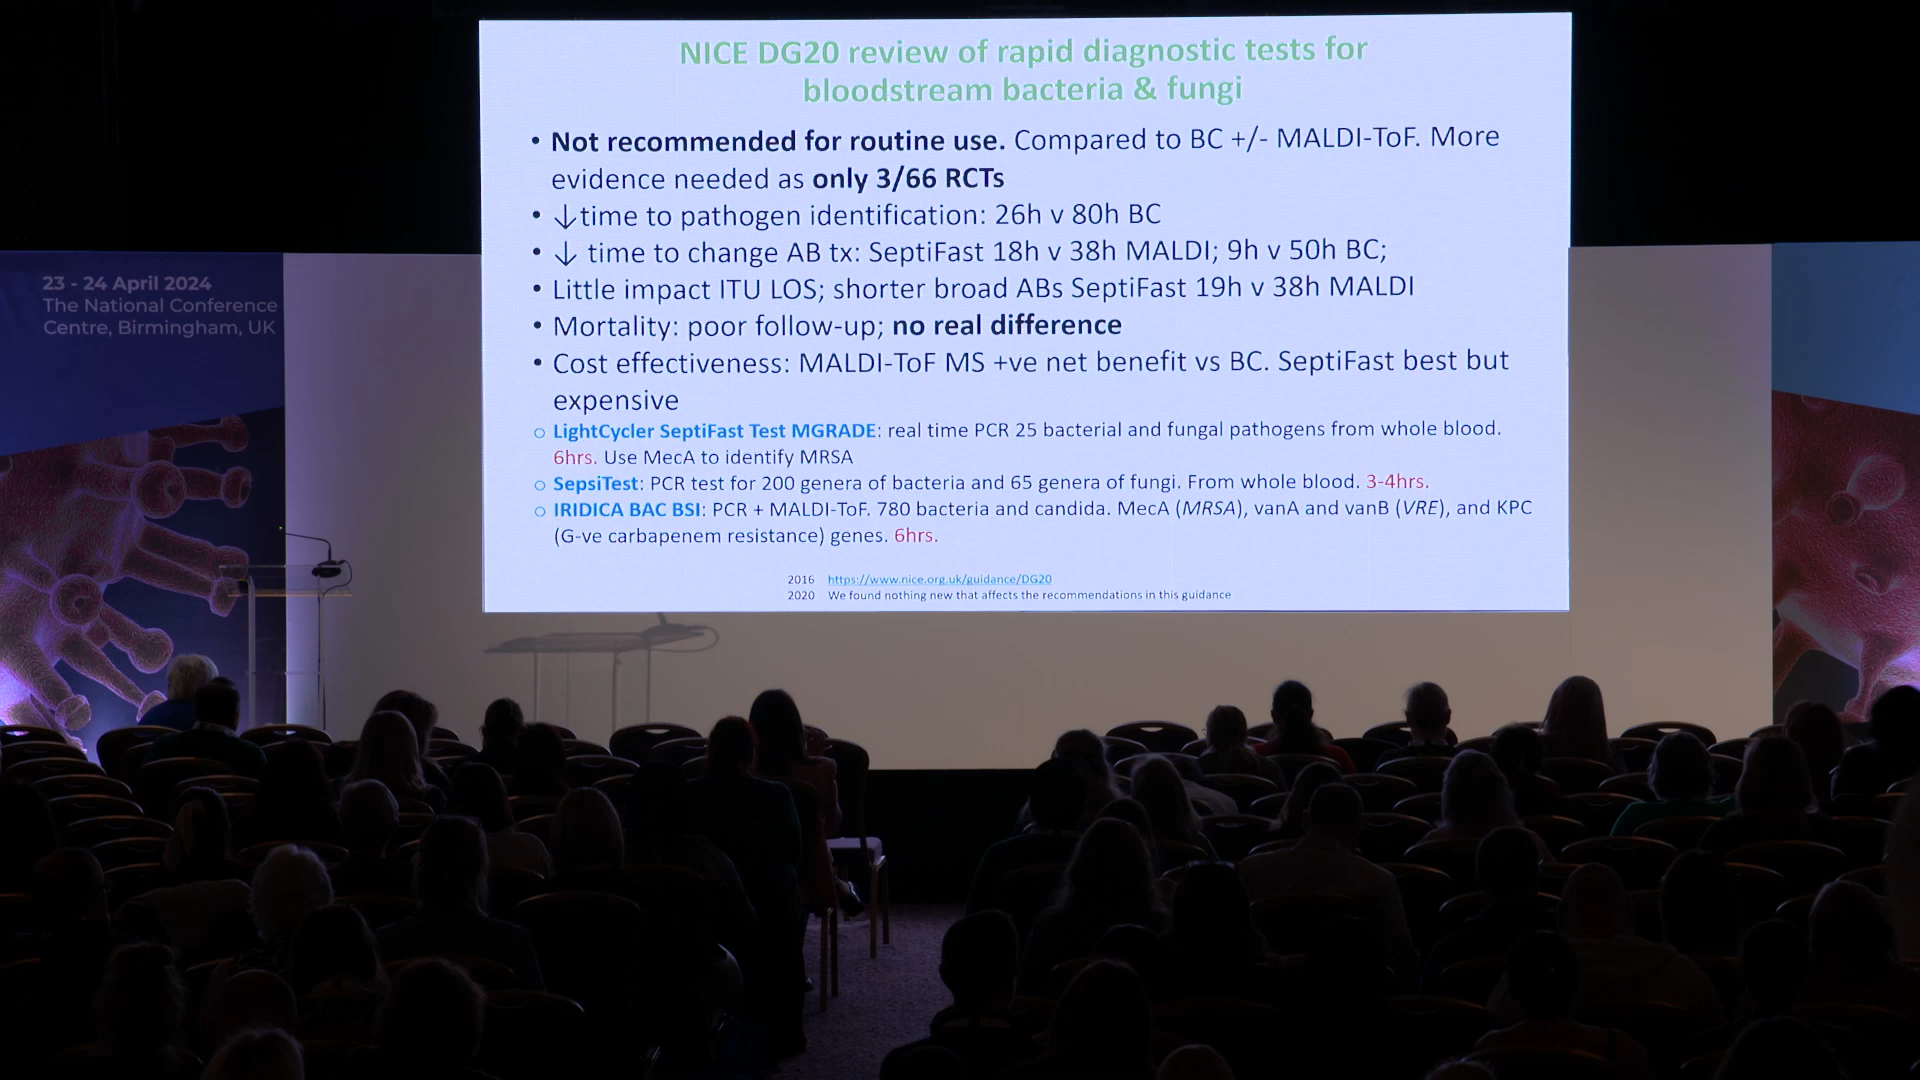 NICE DG20 review of rapid diagnostic tests for
bloodstream bacteria & fungi
• Not recommended for routine use. Compared to BC +/- MALDI-ToF. More
evidence needed as only 3/66 RCTs
• ↓time to pathogen identification: 26h v 80h BC
• ↓ time to change AB tx: SeptiFast 18h v 38h MALDI; 9h v 50h BC;
• Little impact ITU LOS; shorter broad ABs SeptiFast 19h v 38h MALDI
• Mortality: poor follow-up; no real difference
• Cost effectiveness: MALDI-ToF MS +ve net benefit vs BC. SeptiFast best but
expensive
o LightCycler SeptiFast Test MGRADE: real time PCR 25 bacterial and fungal pathogens from whole blood.
6hrs. Use MecA to identify MRSA
o SepsiTest: PCR test for 200 genera of bacteria and 65 genera of fungi. From whole blood. 3-4hrs.
o IRIDICA BAC BSI: PCR + MALDI-ToF. 780 bacteria and candida. MecA (MRSA), vanA and vanB (VRE), and KPC
(G-ve carbapenem resistance) genes. 6hrs.
2016 https://www.nice.org.uk/guidance/DG20
2020 We found nothing new that affects the recommendations in this guidance
23 - 24 April 2024
The National Conference
Centre, Birmingham, UK